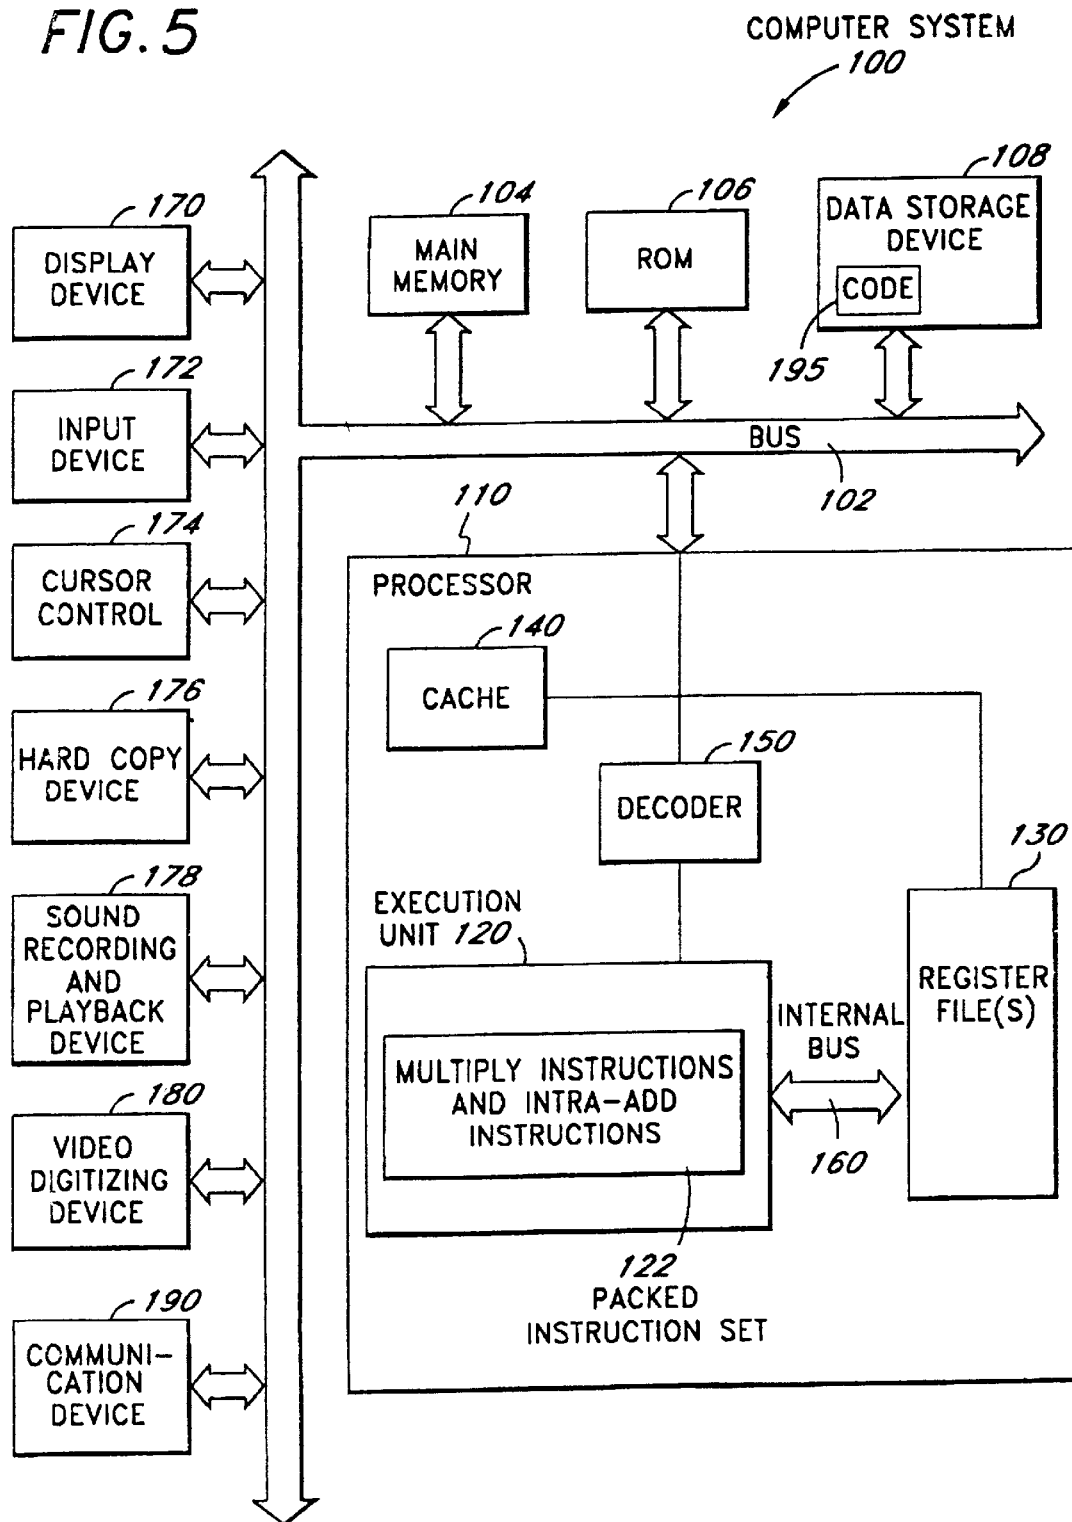 FIG. 5
COMPUTER SYSTEM
100
170
DISPLAY
DEVICE
104
MAIN
MEMORY
106
ROM
108
DATA STORAGE
DEVICE
CODE
195
172
INPUT
DEVICE
BUS
102
174
CURSOR
CONTROL
110
PROCESSOR
140
CACHE
176
HARD COPY
DEVICE
150
DECODER
130
REGISTER
FILE(S)
178
SOUND
RECORDING
AND
PLAYBACK
DEVICE
EXECUTION
UNIT 120
MULTIPLY INSTRUCTIONS
AND INTRA-ADD
INSTRUCTIONS
INTERNAL
BUS
160
180
VIDEO
DIGITIZING
DEVICE
122
PACKED
INSTRUCTION SET
190
COMMUNI-
CATION
DEVICE